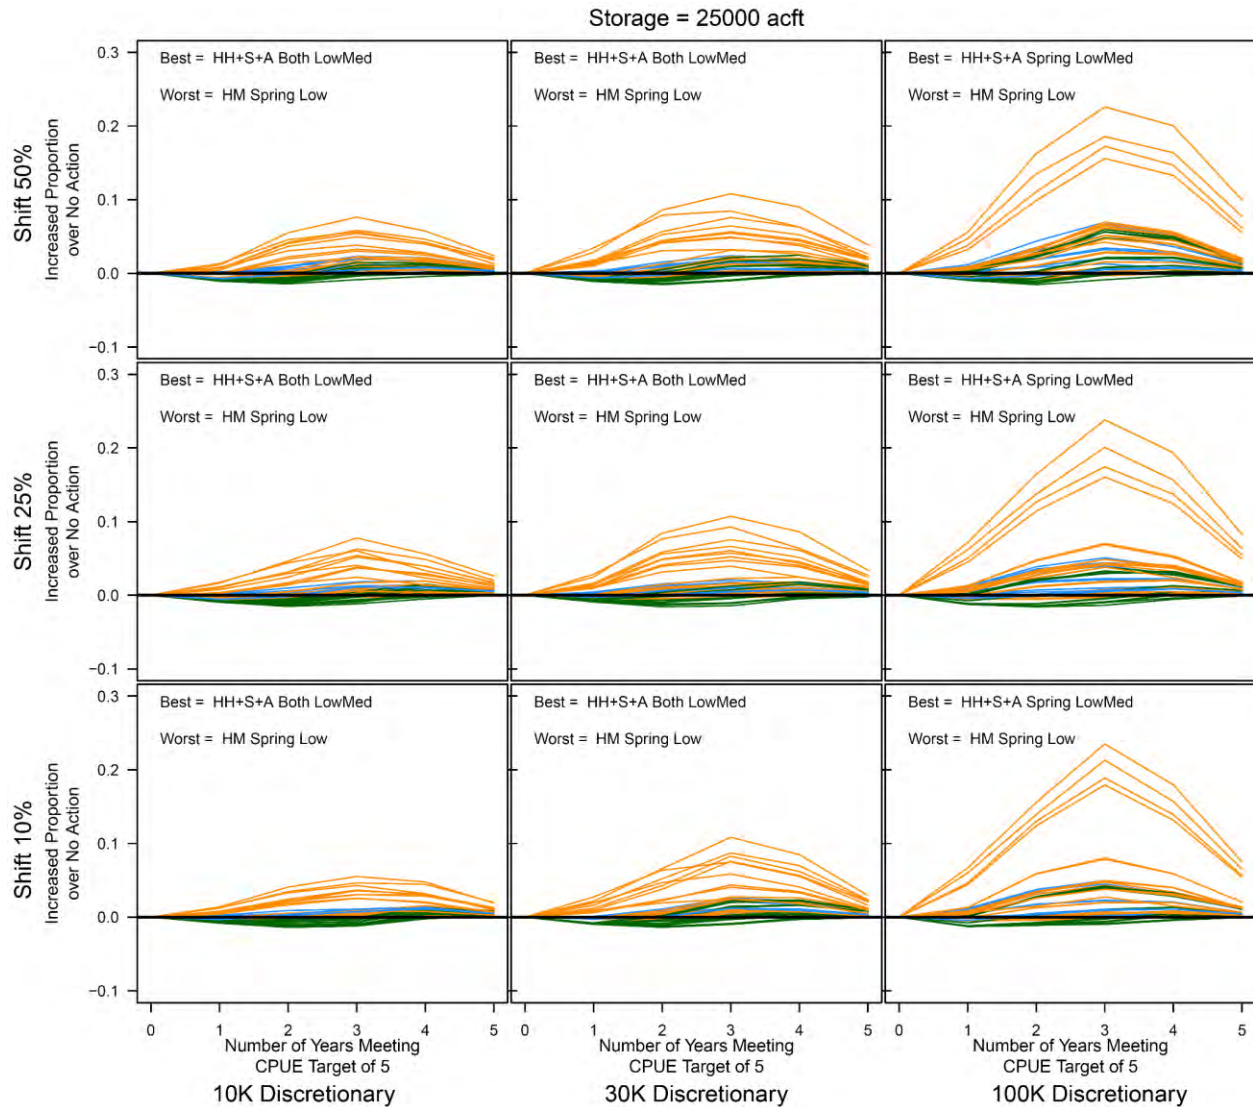 Storage = 25000 acft
Shift 50%
Increased Proportion
over No Action
0.3
0.2
0.1
0.0
−0.1
Best = HH+S+A Both LowMed
Worst = HM Spring Low
Best = HH+S+A Both LowMed
Worst = HM Spring Low
Best = HH+S+A Spring LowMed
Worst = HM Spring Low
Shift 25%
Increased Proportion
over No Action
0.3
0.2
0.1
0.0
−0.1
Best = HH+S+A Both LowMed
Worst = HM Spring Low
Best = HH+S+A Both LowMed
Worst = HM Spring Low
Best = HH+S+A Spring LowMed
Worst = HM Spring Low
Shift 10%
Increased Proportion
over No Action
0.3
0.2
0.1
0.0
−0.1
Best = HH+S+A Both LowMed
Worst = HM Spring Low
Best = HH+S+A Both LowMed
Worst = HM Spring Low
Best = HH+S+A Spring LowMed
Worst = HM Spring Low
0 1 2 3 4 5
Number of Years Meeting
CPUE Target of 5
10K Discretionary
0 1 2 3 4 5
Number of Years Meeting
CPUE Target of 5
30K Discretionary
0 1 2 3 4 5
Number of Years Meeting
CPUE Target of 5
100K Discretionary